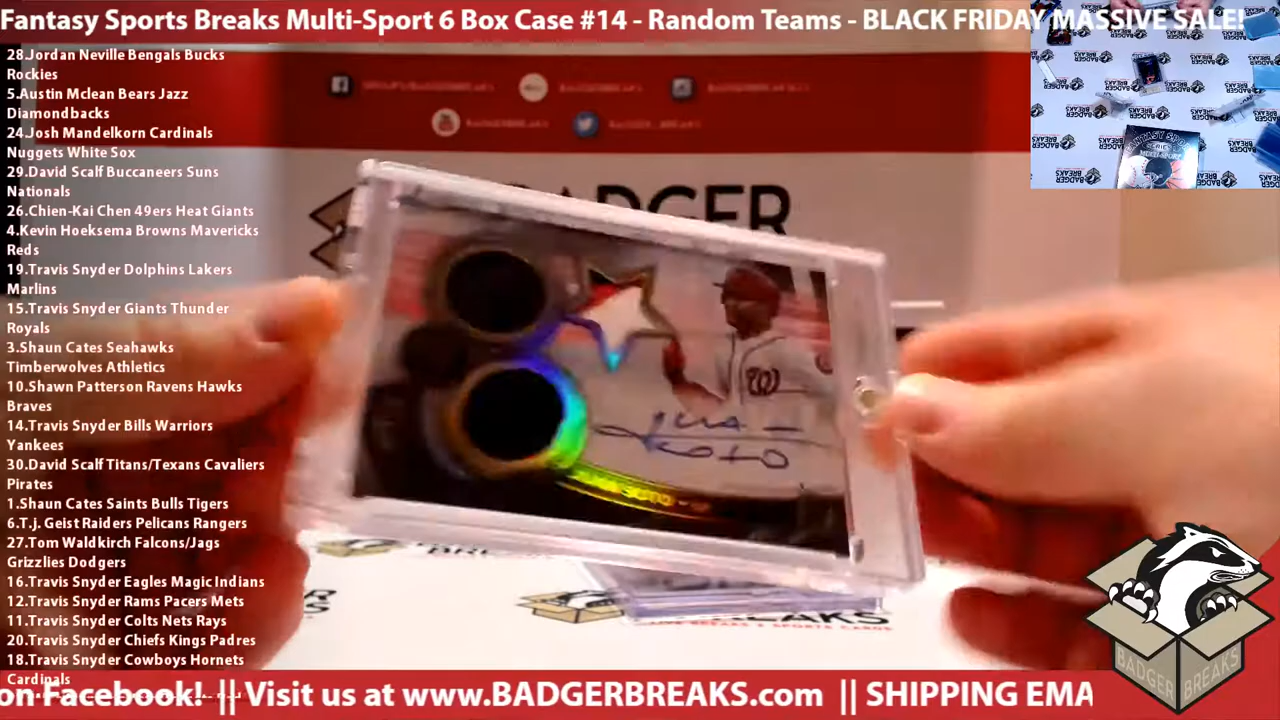 Fantasy Sports Breaks Multi-Sport 6 Box Case #14 - Random Teams - BLACK FRIDAY MASSIVE SALE!
28.Jordan Neville Bengals Bucks
Rockies
5.Austin Mclean Bears Jazz
Diamondbacks
24.Josh Mandelkorn Cardinals
Nuggets White Sox
29.David Scalf Buccaneers Suns
Nationals
26.Chien-Kai Chen 49ers Heat Giants
4.Kevin Hoeksema Browns Mavericks
Reds
19.Travis Snyder Dolphins Lakers
Marlins
15.Travis Snyder Giants Thunder
Royals
3.Shaun Cates Seahawks
Timberwolves Athletics
10.Shawn Patterson Ravens Hawks
Braves
14.Travis Snyder Bills Warriors
Yankees
30.David Scalf Titans/Texans Cavaliers
Pirates
1.Shaun Cates Saints Bulls Tigers
6.T.j. Geist Raiders Pelicans Rangers
27.Tom Waldkirch Falcons/Jags
Grizzlies Dodgers
16.Travis Snyder Eagles Magic Indians
12.Travis Snyder Rams Pacers Mets
11.Travis Snyder Colts Nets Rays
20.Travis Snyder Chiefs Kings Padres
18.Travis Snyder Cowboys Hornets
Cardinals
BADGER
W
Juan
Soto
BREAKS
BADGER BREAKS
on Facebook! || Visit us at www.BADGERBREAKS.com || SHIPPING EMA